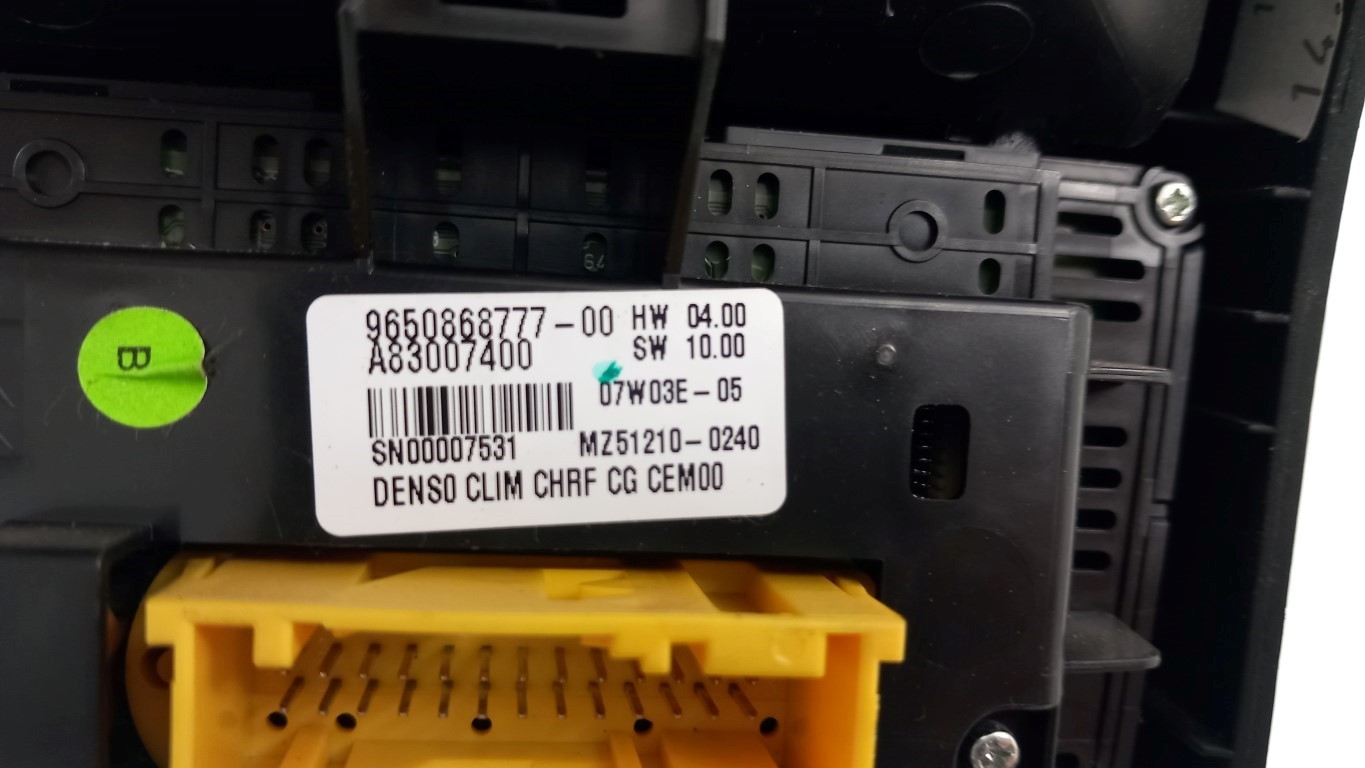 9650868777-00 HW 04.00
A83007400 SW 10.00
07W03E-05
SN00007531 MZ51210-0240
DENSO CLIM CHRF CG CEM00
B